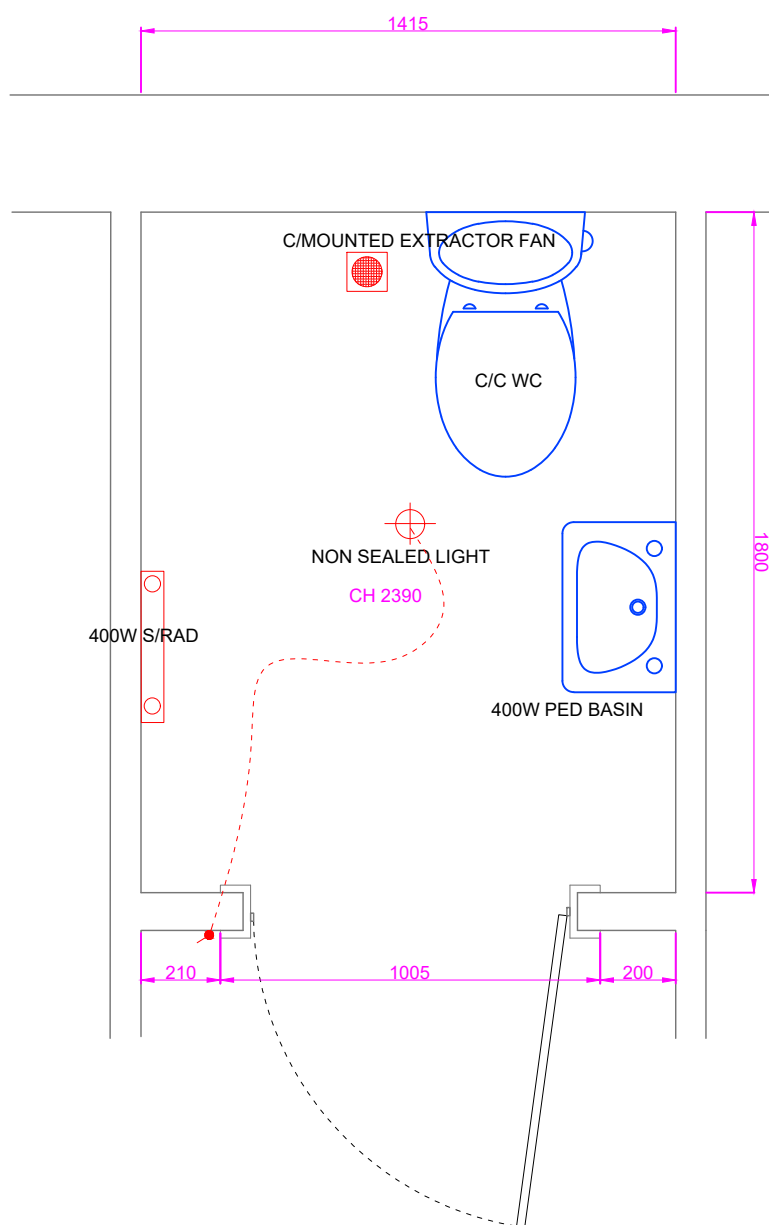 1415
C/MOUNTED EXTRACTOR FAN
C/C WC
1800
NON SEALED LIGHT
CH 2390
400W S/RAD
400W PED BASIN
210
1005
200